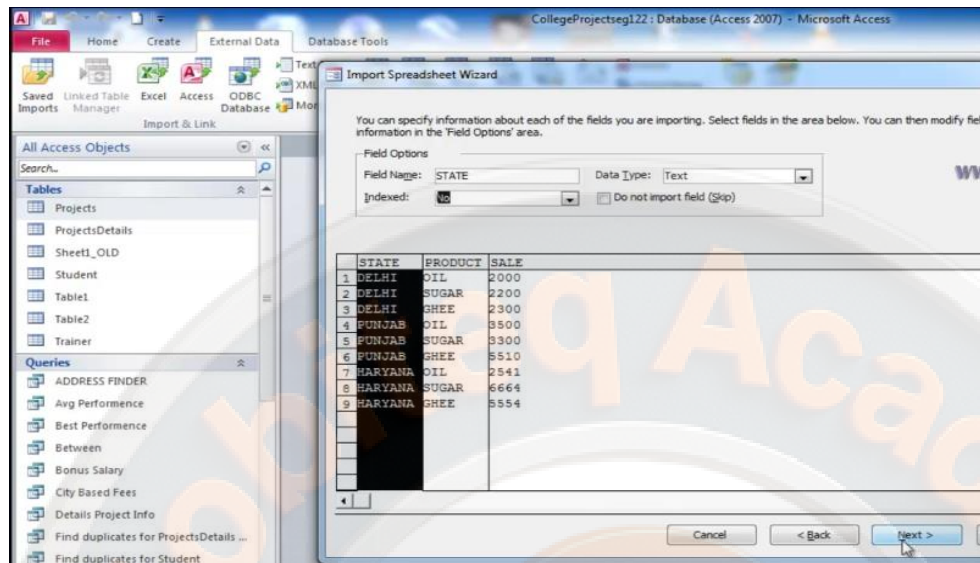 CollegeProjectseg122 : Database (Access 2007) - Microsoft Access
File Home Create External Data Database Tools
Saved Imports
Linked Table Manager
Excel
Access
ODBC Database
Text
XML
Import & Link
Import Spreadsheet Wizard
You can specify information about each of the fields you are importing. Select fields in the area below. You can then modify
information in the 'Field Options' area.
Field Options
Field Name: STATE Data Type: Text
Indexed: No Do not import field (Skip)
STATE PRODUCT SALE
1 DELHI OIL 2000
2 DELHI SUGAR 2200
3 DELHI GHEE 2300
4 PUNJAB OIL 3500
5 PUNJAB SUGAR 3300
6 PUNJAB GHEE 5510
7 HARYANA OIL 2541
8 HARYANA SUGAR 6664
9 HARYANA GHEE 5554
Cancel < Back Next >
All Access Objects
Search...
Tables
Projects
ProjectsDetails
Sheet1_OLD
Student
Table1
Table2
Trainer
Queries
ADDRESS FINDER
Avg Performence
Best Performence
Between
Bonus Salary
City Based Fees
Details Project Info
Find duplicates for ProjectsDetails ...
Find duplicates for Student